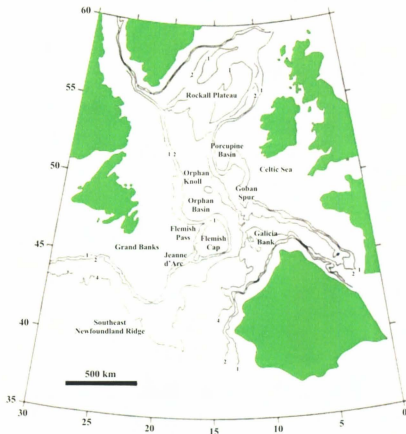 60
Rockall Plateau
55
Porcupine
Basin
Celtic Sea
50
Orphan
Knoll
Goban
Spur
Orphan
Basin
Flemish
Pass
Galicia
Bank
Grand Banks
Flemish
Cap
45
Jeanne
d'Arc
40
Southeast
Newfoundland Ridge
500 km
35
30
25
20
15
10
5
0